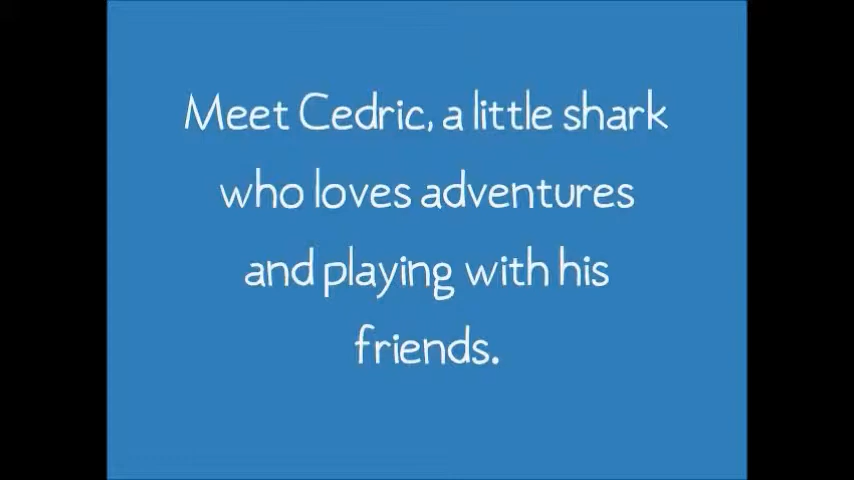 Meet Cedric, a little shark
who loves adventures
and playing with his
friends.